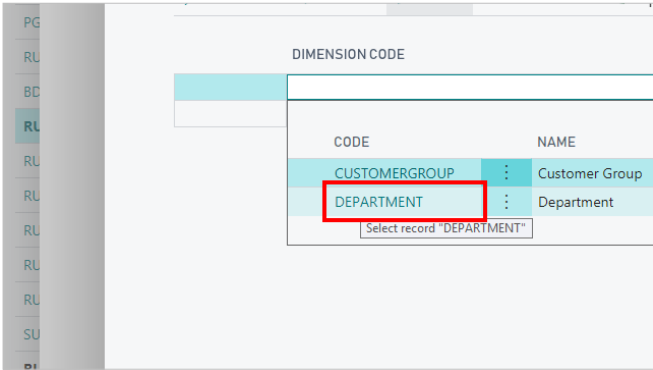 PG
RU
DIMENSION CODE
BD
RU
CODE NAME
RU
CUSTOMERGROUP Customer Group
RU
DEPARTMENT Department
RU
Select record "DEPARTMENT"
RU
RU
SU